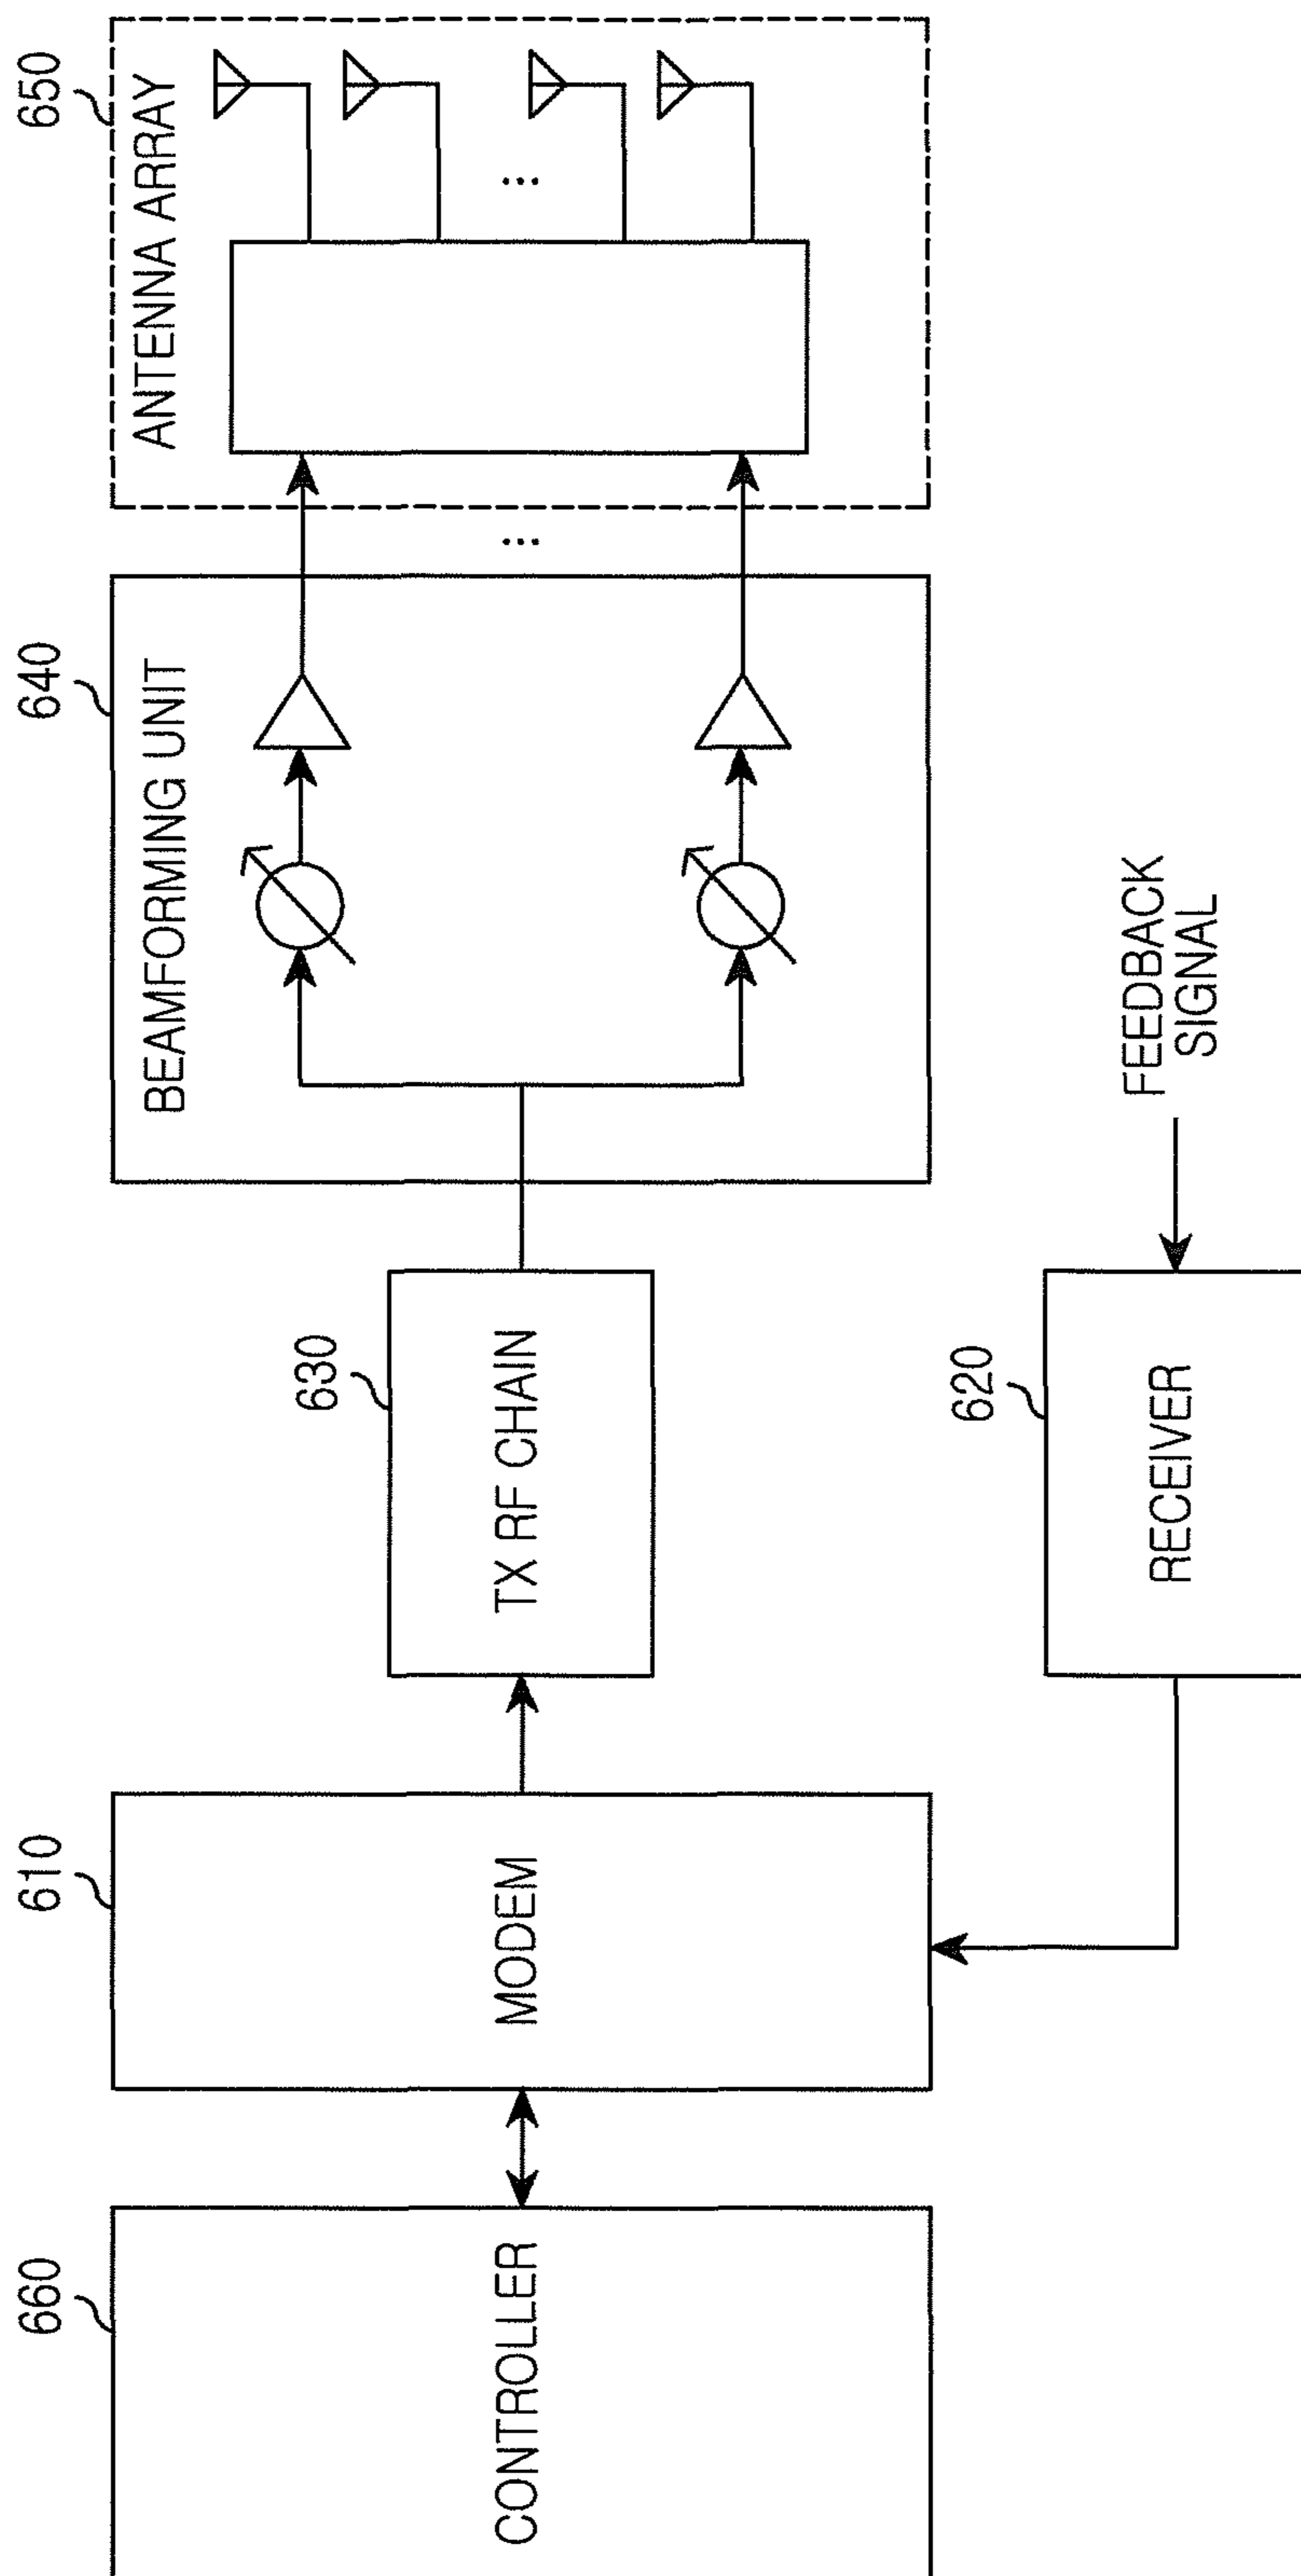 660
CONTROLLER
610
MODEM
630
TX RF CHAIN
640
BEAMFORMING UNIT
650
ANTENNA ARRAY
620
RECEIVER
FEEDBACK
SIGNAL